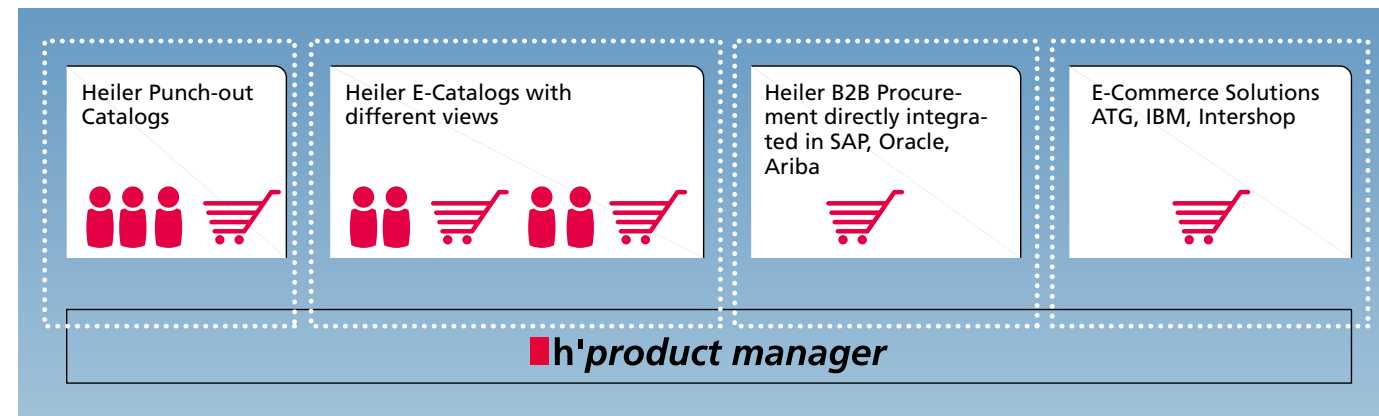 Heiler Punch-out
Catalogs
Heiler E-Catalogs with
different views
Heiler B2B Procure-
ment directly integra-
ted in SAP, Oracle,
Ariba
E-Commerce Solutions
ATG, IBM, Intershop
h'product manager